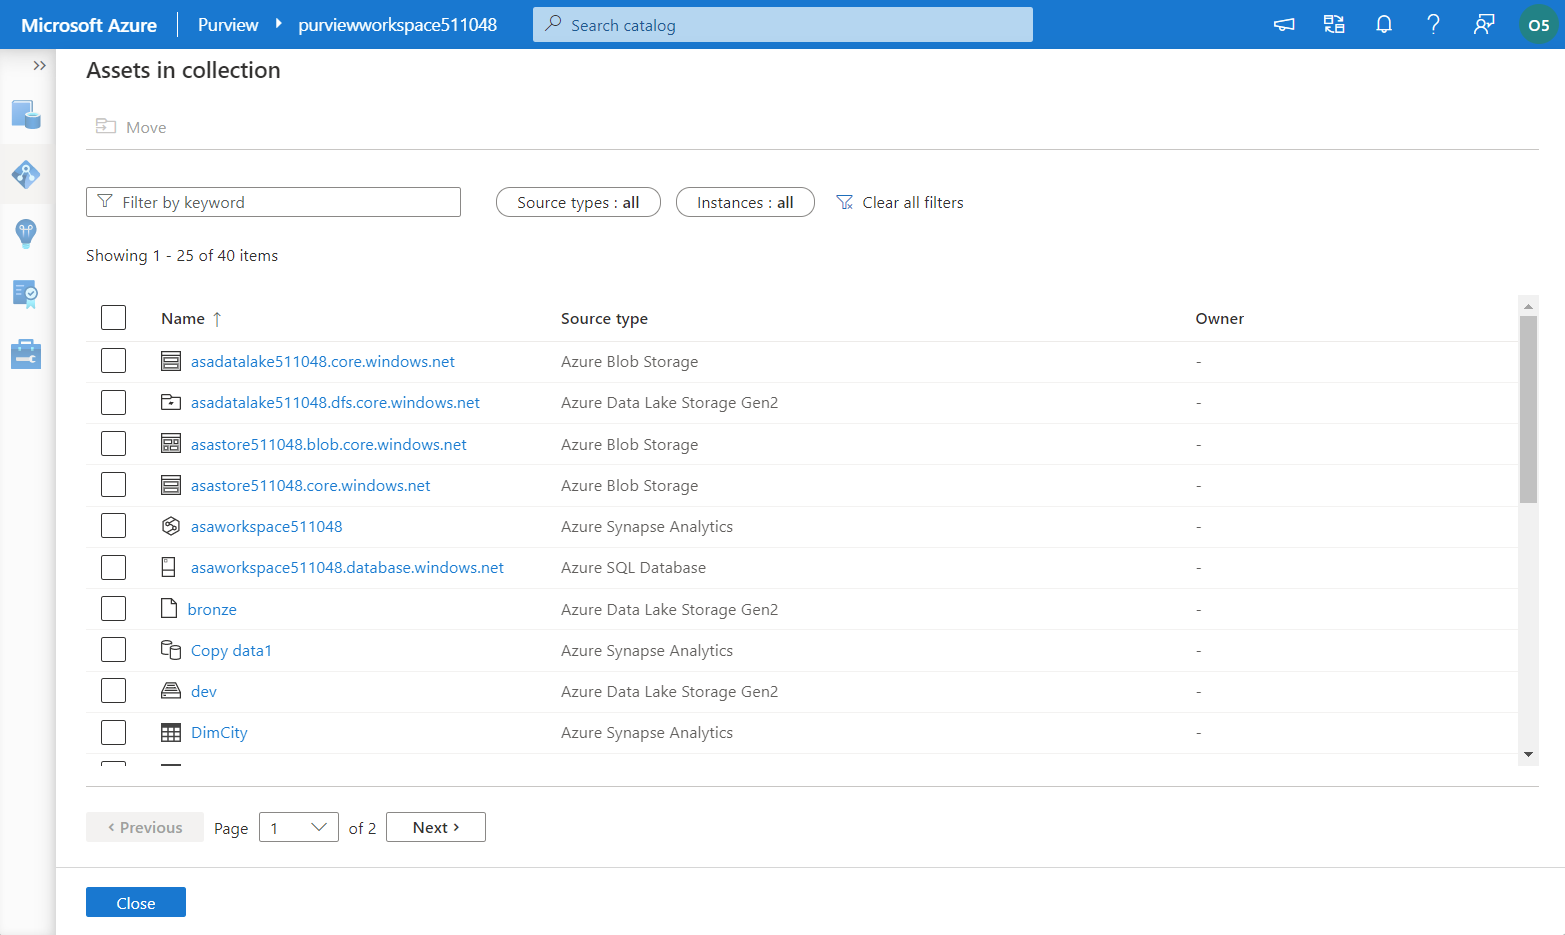 Microsoft Azure Purview purviewworkspace511048 Search catalog O5
Assets in collection
Move
Filter by keyword Source types : all Instances : all Clear all filters
Showing 1 - 25 of 40 items
Name ↑ Source type Owner
asadatalake511048.core.windows.net Azure Blob Storage -
asadatalake511048.dfs.core.windows.net Azure Data Lake Storage Gen2 -
asastore511048.blob.core.windows.net Azure Blob Storage -
asastore511048.core.windows.net Azure Blob Storage -
asaworkspace511048 Azure Synapse Analytics -
asaworkspace511048.database.windows.net Azure SQL Database -
bronze Azure Data Lake Storage Gen2 -
Copy data1 Azure Synapse Analytics -
dev Azure Data Lake Storage Gen2 -
DimCity Azure Synapse Analytics -
‹ Previous Page 1 of 2 Next ›
Close